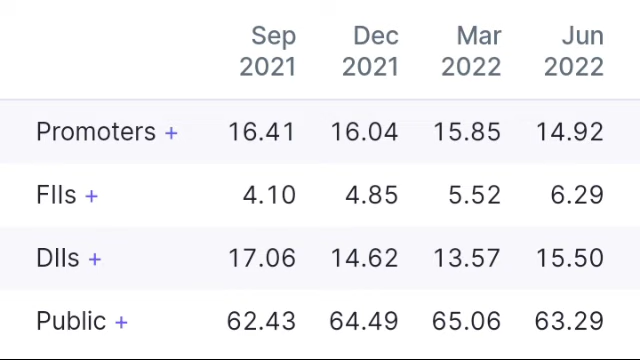 Sep Dec Mar Jun
2021 2021 2022 2022
Promoters + 16.41 16.04 15.85 14.92
FIIs + 4.10 4.85 5.52 6.29
DIIs + 17.06 14.62 13.57 15.50
Public + 62.43 64.49 65.06 63.29